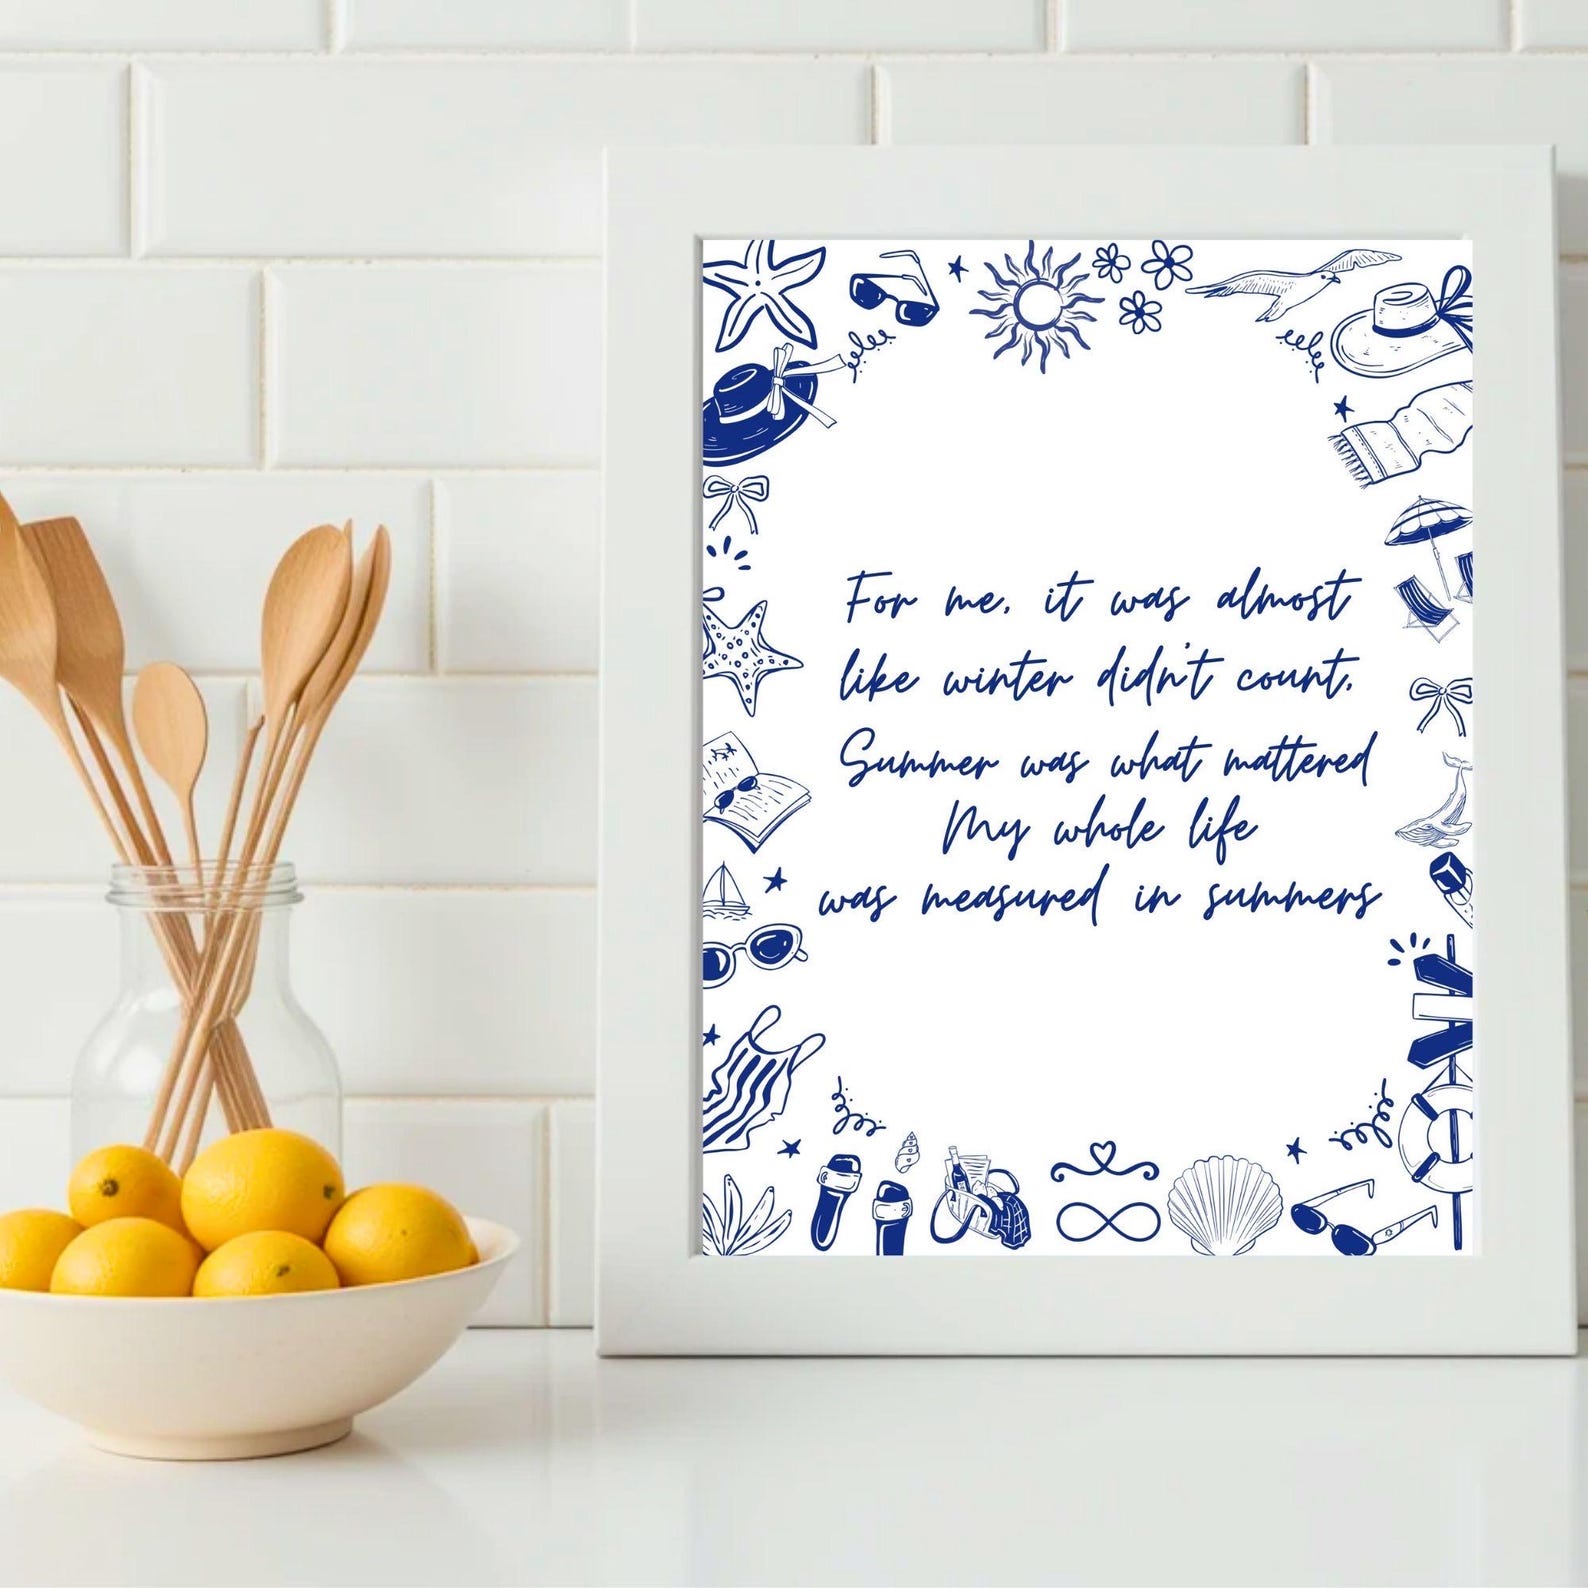 For me, it was almost
like winter didn't count,
Summer was what mattered
My whole life
was measured in summers